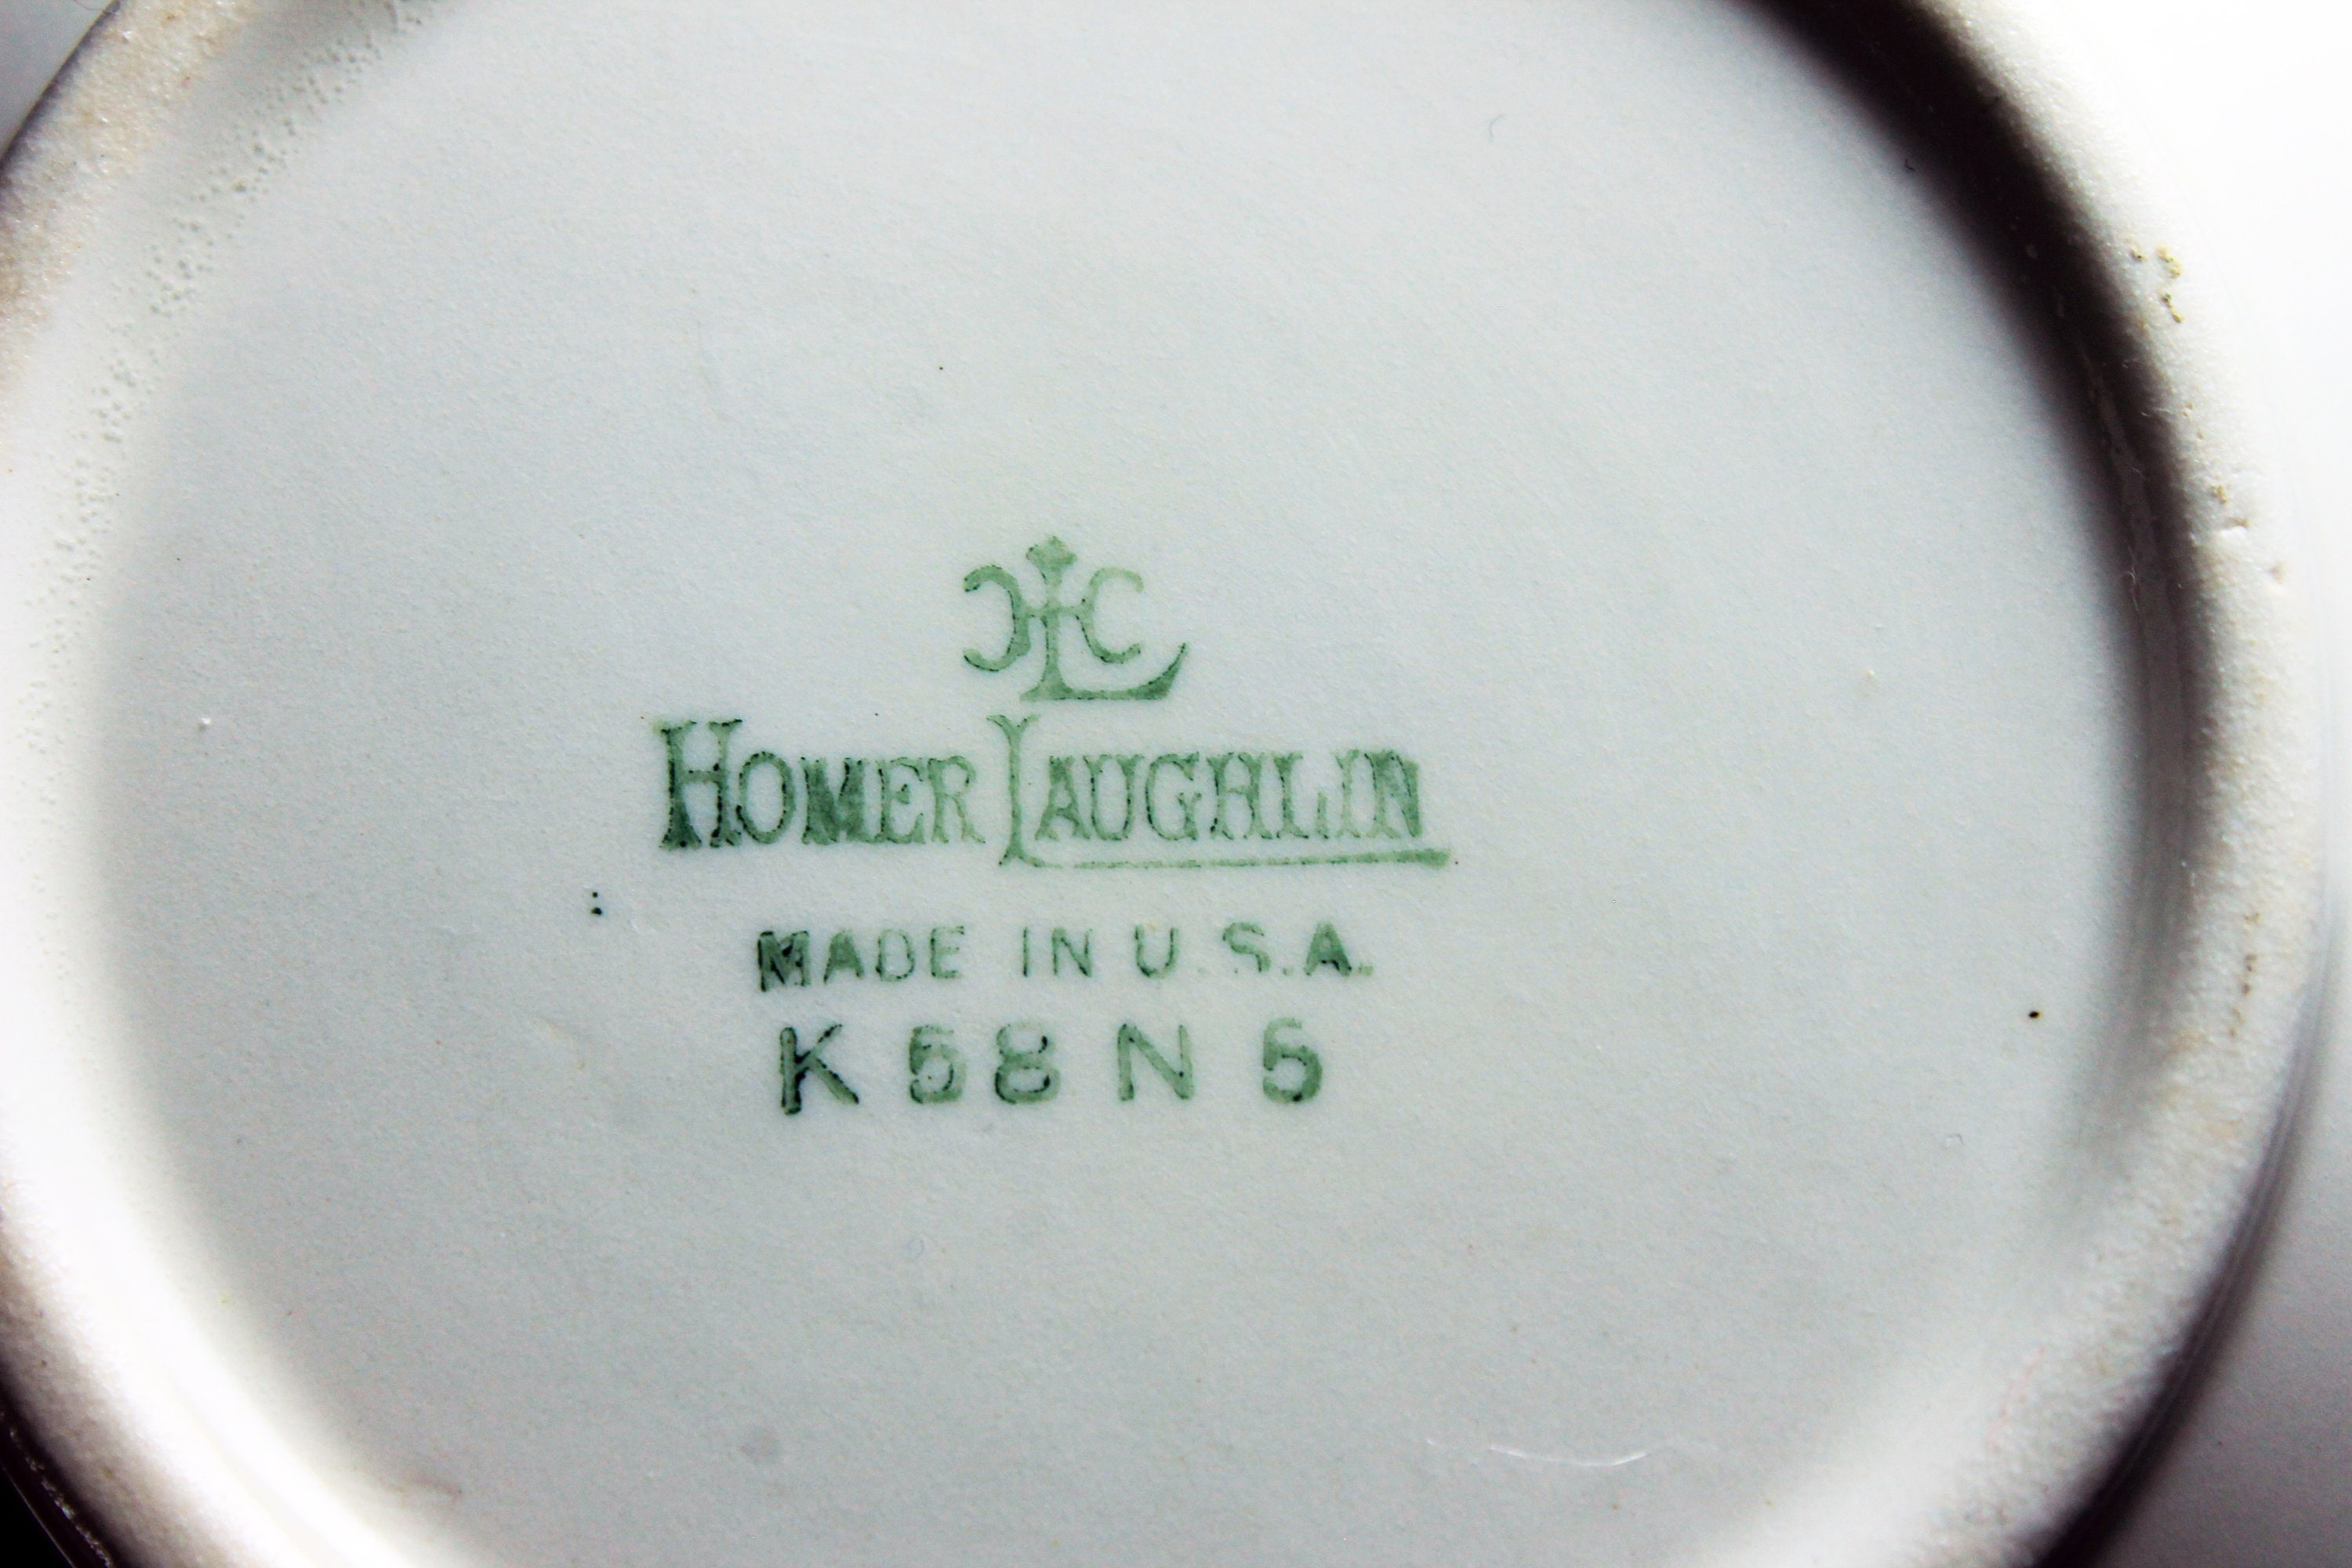 HLC
HOMER LAUGHLIN
MADE IN U.S.A.
K 58 N 5